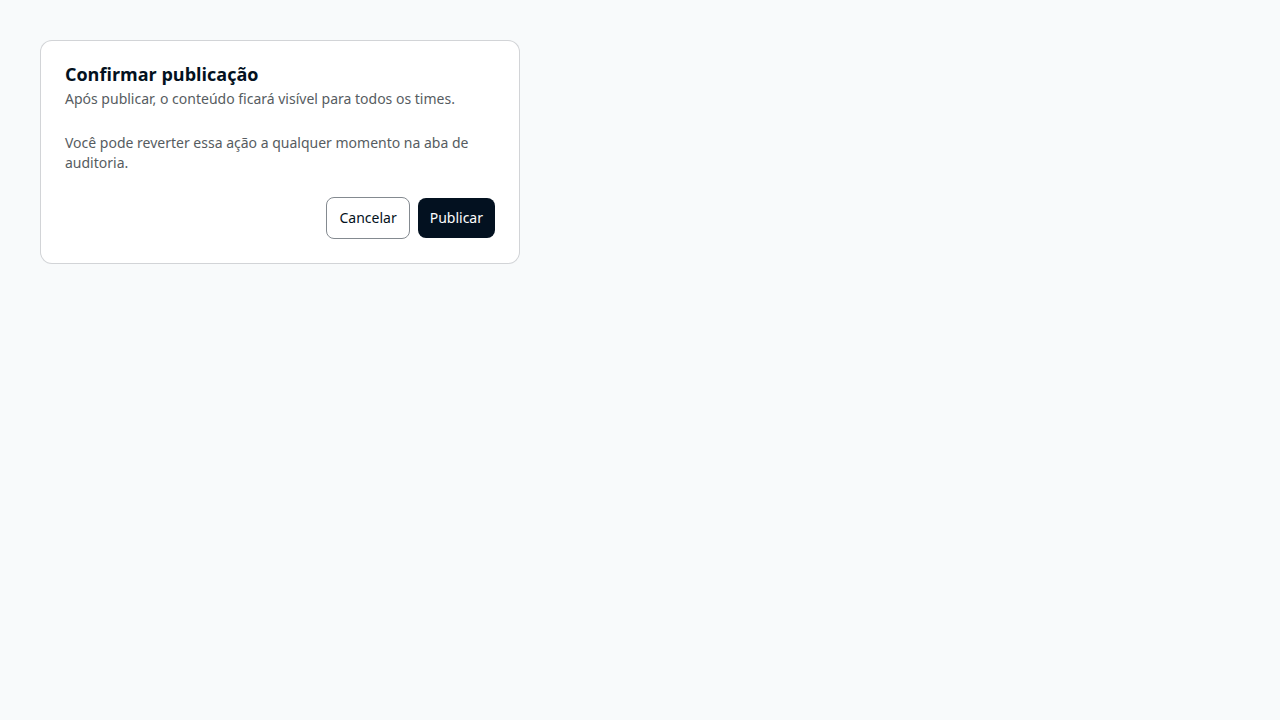 Confirmar publicação
Após publicar, o conteúdo ficará visível para todos os times.
Você pode reverter essa ação a qualquer momento na aba de
auditoria.
Cancelar
Publicar